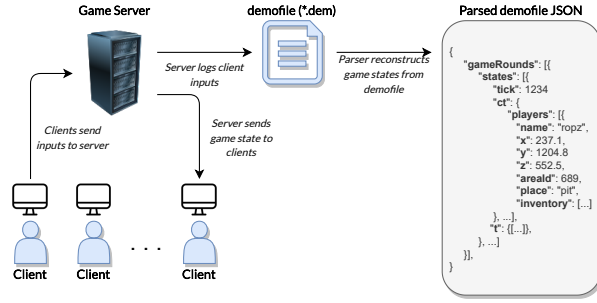 Game Server
demofile (*.dem)
Parsed demofile JSON
Server logs client
inputs
Parser reconstructs
game states from
demofile
Clients send
inputs to server
Server sends
game state to
clients
{
"gameRounds": [{
"states": [{
"tick": 1234
"ct": {
"players": [{
"name": "ropz",
"x": 237.1,
"y": 1204.8
"z": 552.5,
"areaId": 689,
"place": "pit",
"inventory": [...]
}, ...],
"t": {[...]},
}, ...]
}],
}
. . .
Client
Client
Client